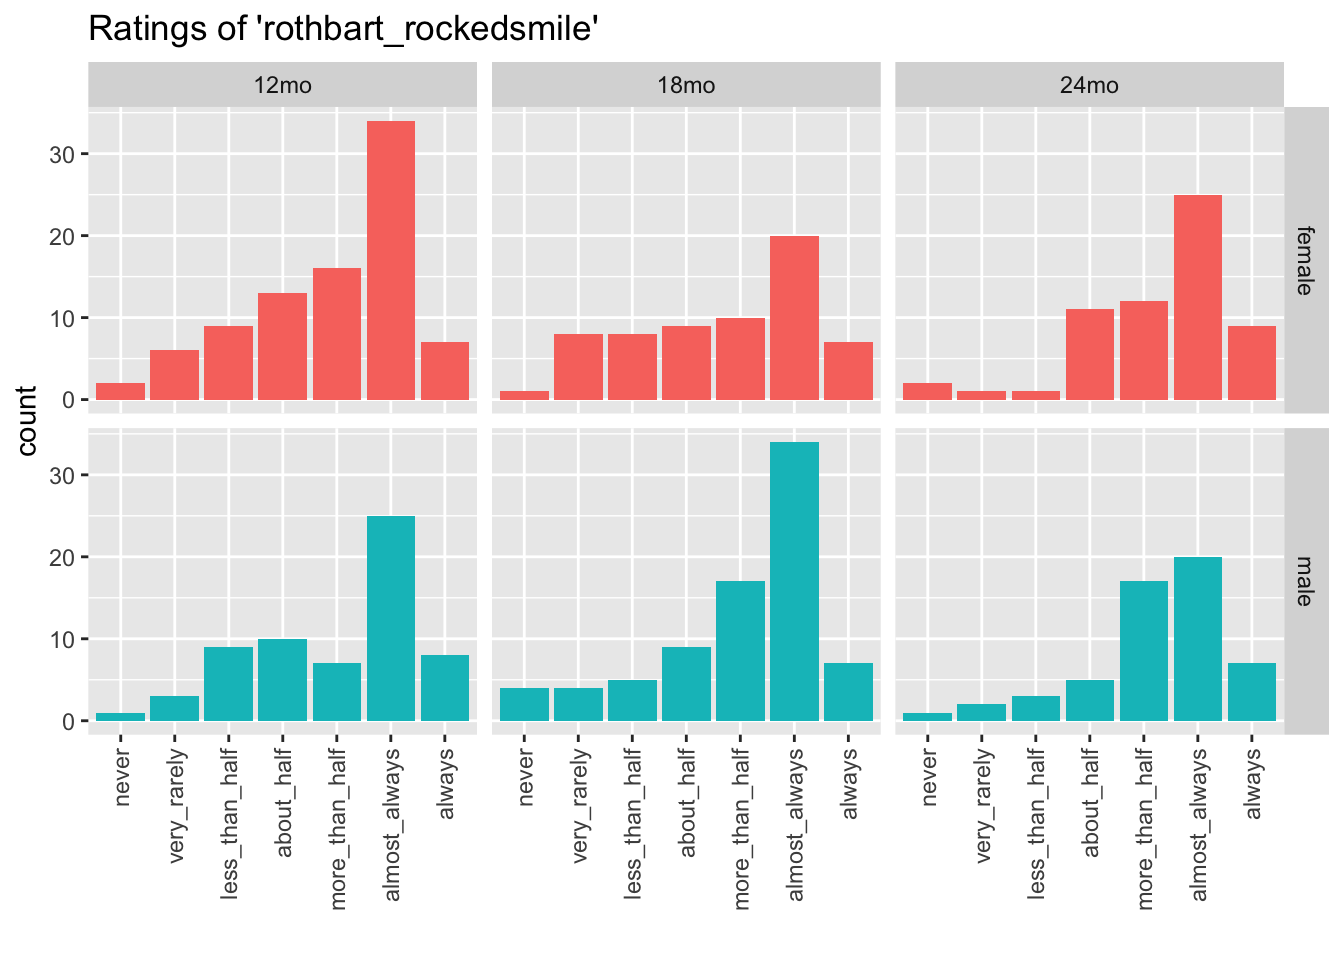 Ratings of 'rothbart_rockedsmile'
12mo 18mo 24mo
30
20
10
0
female
count
30
20
10
0
male
never very_rarely less_than_half about_half more_than_half almost_always always never very_rarely less_than_half about_half more_than_half almost_always always never very_rarely less_than_half about_half more_than_half almost_always always